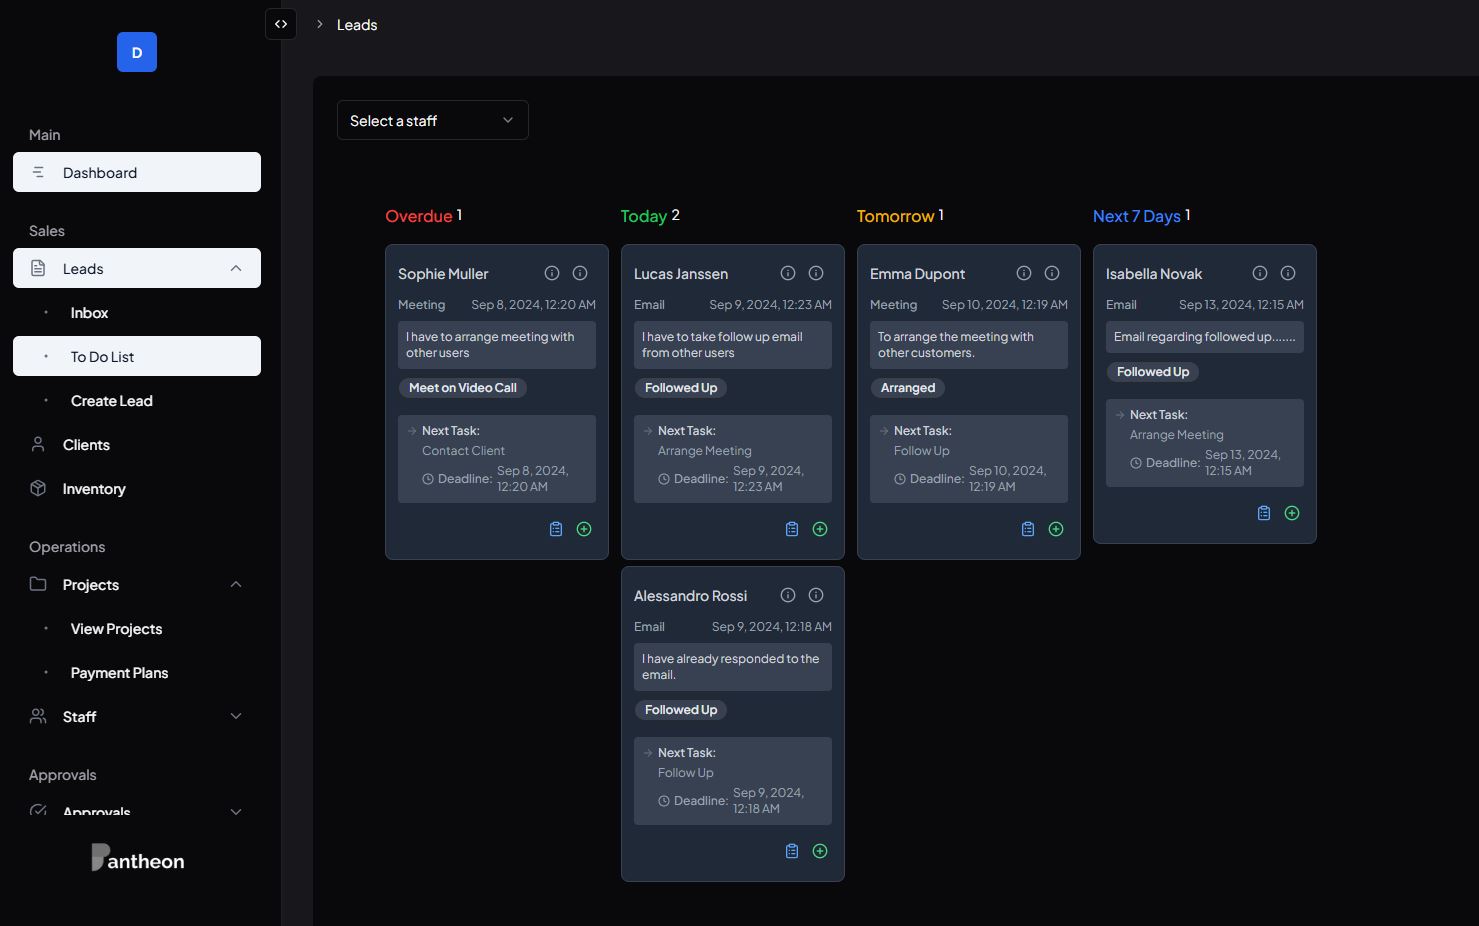 D
Leads
Main
Dashboard
Sales
Leads
Inbox
To Do List
Create Lead
Clients
Inventory
Operations
Projects
View Projects
Payment Plans
Staff
Approvals
Approvals
Pantheon
Select a staff
Overdue 1
Sophie Muller
Meeting Sep 8, 2024, 12:20 AM
I have to arrange meeting with
other users
Meet on Video Call
Next Task:
Contact Client
Deadline: Sep 8, 2024,
12:20 AM
Today 2
Lucas Janssen
Email Sep 9, 2024, 12:23 AM
I have to take follow up email
from other users
Followed Up
Next Task:
Arrange Meeting
Deadline: Sep 9, 2024,
12:23 AM
Alessandro Rossi
Email Sep 9, 2024, 12:18 AM
I have already responded to the
email.
Followed Up
Next Task:
Follow Up
Deadline: Sep 9, 2024,
12:18 AM
Tomorrow 1
Emma Dupont
Meeting Sep 10, 2024, 12:19 AM
To arrange the meeting with
other customers.
Arranged
Next Task:
Follow Up
Deadline: Sep 10, 2024,
12:19 AM
Next 7 Days 1
Isabella Novak
Email Sep 13, 2024, 12:15 AM
Email regarding followed up.......
Followed Up
Next Task:
Arrange Meeting
Deadline: Sep 13, 2024,
12:15 AM